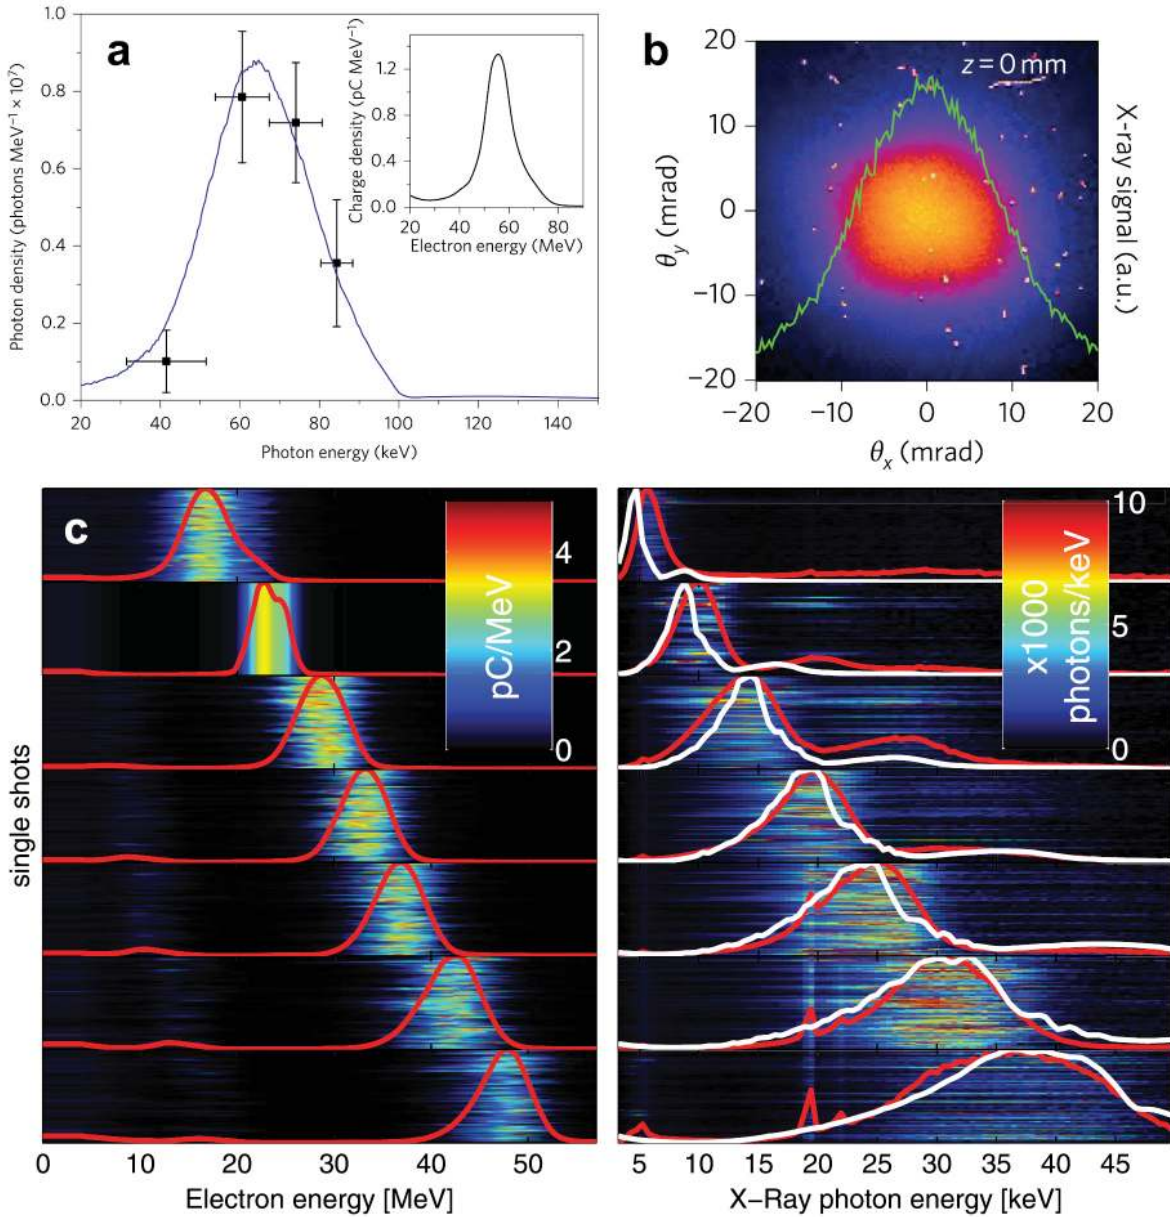 a
Photon density (photons MeV⁻¹ × 10⁷)
1.0
0.8
0.6
0.4
0.2
0.0
20 40 60 80 100 120 140
Photon energy (keV)
Charge density (pC MeV⁻¹)
1.2
0.8
0.4
0.0
20 40 60 80
Electron energy (MeV)
b
z = 0 mm
θy (mrad)
20
10
0
−10
−20
−20 −10 0 10 20
θx (mrad)
X-ray signal (a.u.)
c
single shots
pC/MeV
4
2
0
0 10 20 30 40 50
Electron energy [MeV]
x1000
photons/keV
10
5
0
5 10 15 20 25 30 35 40 45
X−Ray photon energy [keV]